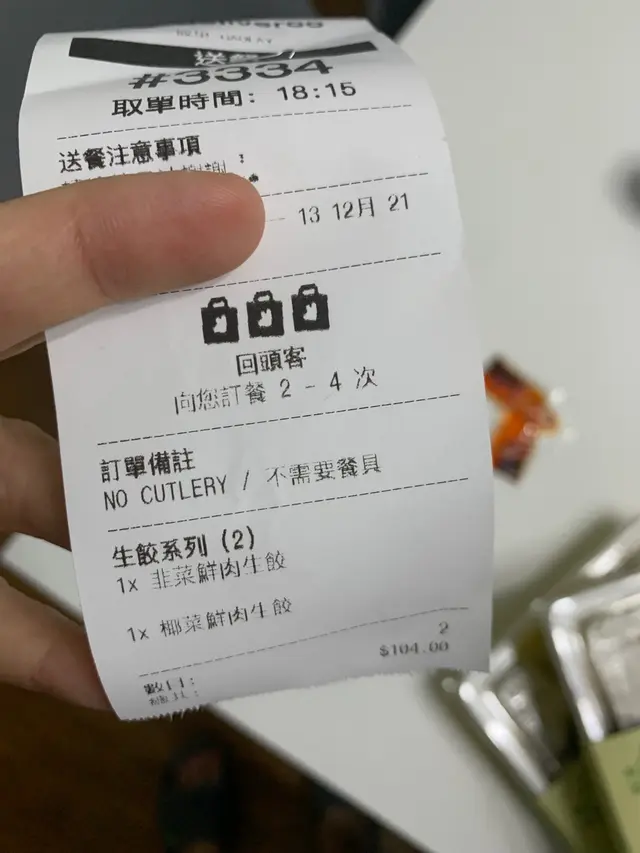 #3334
取單時間: 18:15
送餐注意事項
13 12月 21
回頭客
向您訂餐 2 - 4 次
訂單備註
NO CUTLERY / 不需要餐具
生餃系列 (2)
1x 韭菜鮮肉生餃
1x 椰菜鮮肉生餃
數目: 2
$104.00